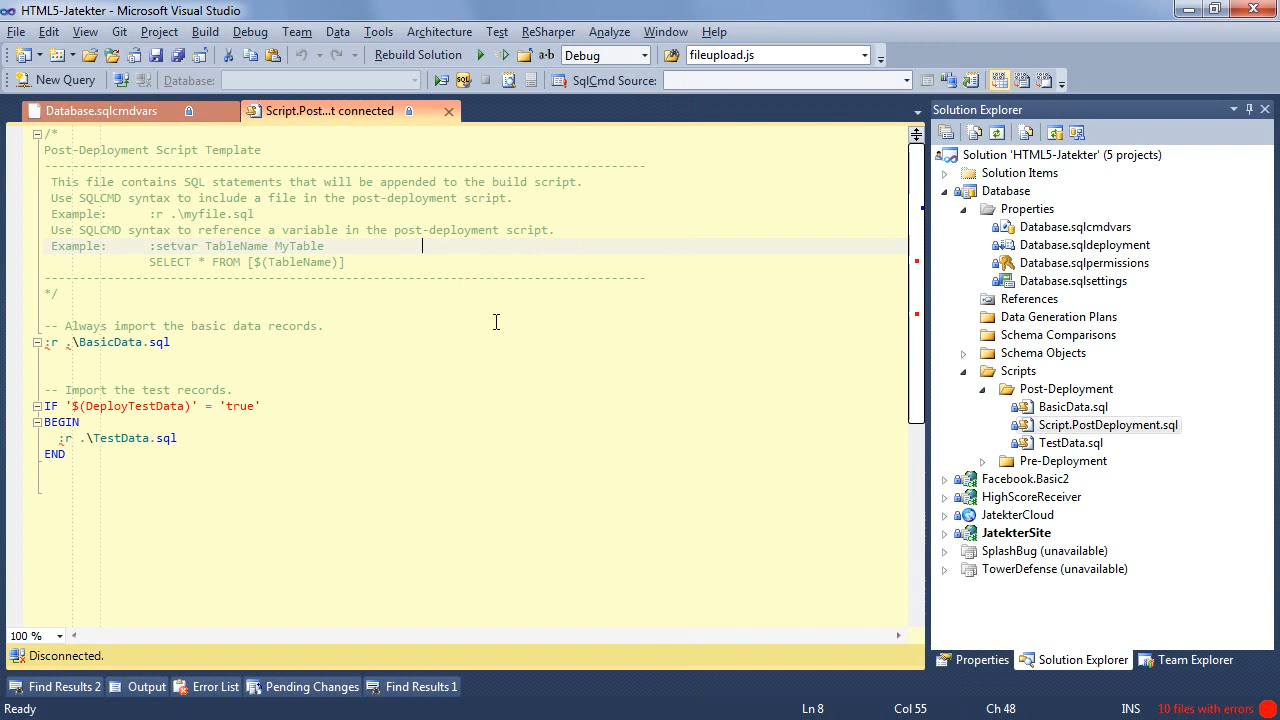 HTML5-Jatekter - Microsoft Visual Studio
File Edit View Git Project Build Debug Team Data Tools Architecture Test ReSharper Analyze Window Help
Rebuild Solution Debug fileupload.js
New Query Database: SqlCmd Source:
Database.sqlcmdvars Script.Post...t connected
/*
Post-Deployment Script Template
--------------------------------------------------------------------------------------
This file contains SQL statements that will be appended to the build script.
Use SQLCMD syntax to include a file in the post-deployment script.
Example: :r .\myfile.sql
Use SQLCMD syntax to reference a variable in the post-deployment script.
Example: :setvar TableName MyTable
SELECT * FROM [$(TableName)]
--------------------------------------------------------------------------------------
*/
-- Always import the basic data records.
:r .\BasicData.sql
-- Import the test records.
IF '$(DeployTestData)' = 'true'
BEGIN
:r .\TestData.sql
END
100 %
Disconnected.
Solution Explorer
Solution 'HTML5-Jatekter' (5 projects)
Solution Items
Database
Properties
Database.sqlcmdvars
Database.sqldeployment
Database.sqlpermissions
Database.sqlsettings
References
Data Generation Plans
Schema Comparisons
Schema Objects
Scripts
Post-Deployment
BasicData.sql
Script.PostDeployment.sql
TestData.sql
Pre-Deployment
Facebook.Basic2
HighScoreReceiver
JatekterCloud
JatekterSite
SplashBug (unavailable)
TowerDefense (unavailable)
Properties Solution Explorer Team Explorer
Find Results 2 Output Error List Pending Changes Find Results 1
Ready Ln 8 Col 55 Ch 48 INS 10 files with errors